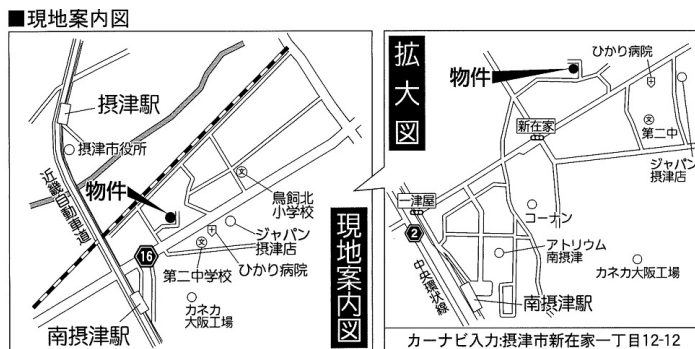 ■現地案内図
摂津駅
摂津市役所
近畿自動車道
物件
鳥飼北
小学校
ジャパン
摂津店
16
第二中学校
ひかり病院
カネカ
大阪工場
南摂津駅
現地案内図
拡大図
物件
ひかり病院
新在家
第二中
ジャパン
摂津店
一津屋
2
コーナン
アトリウム
南摂津
カネカ大阪工場
中央環状線
南摂津駅
カーナビ入力:摂津市新在家一丁目12-12